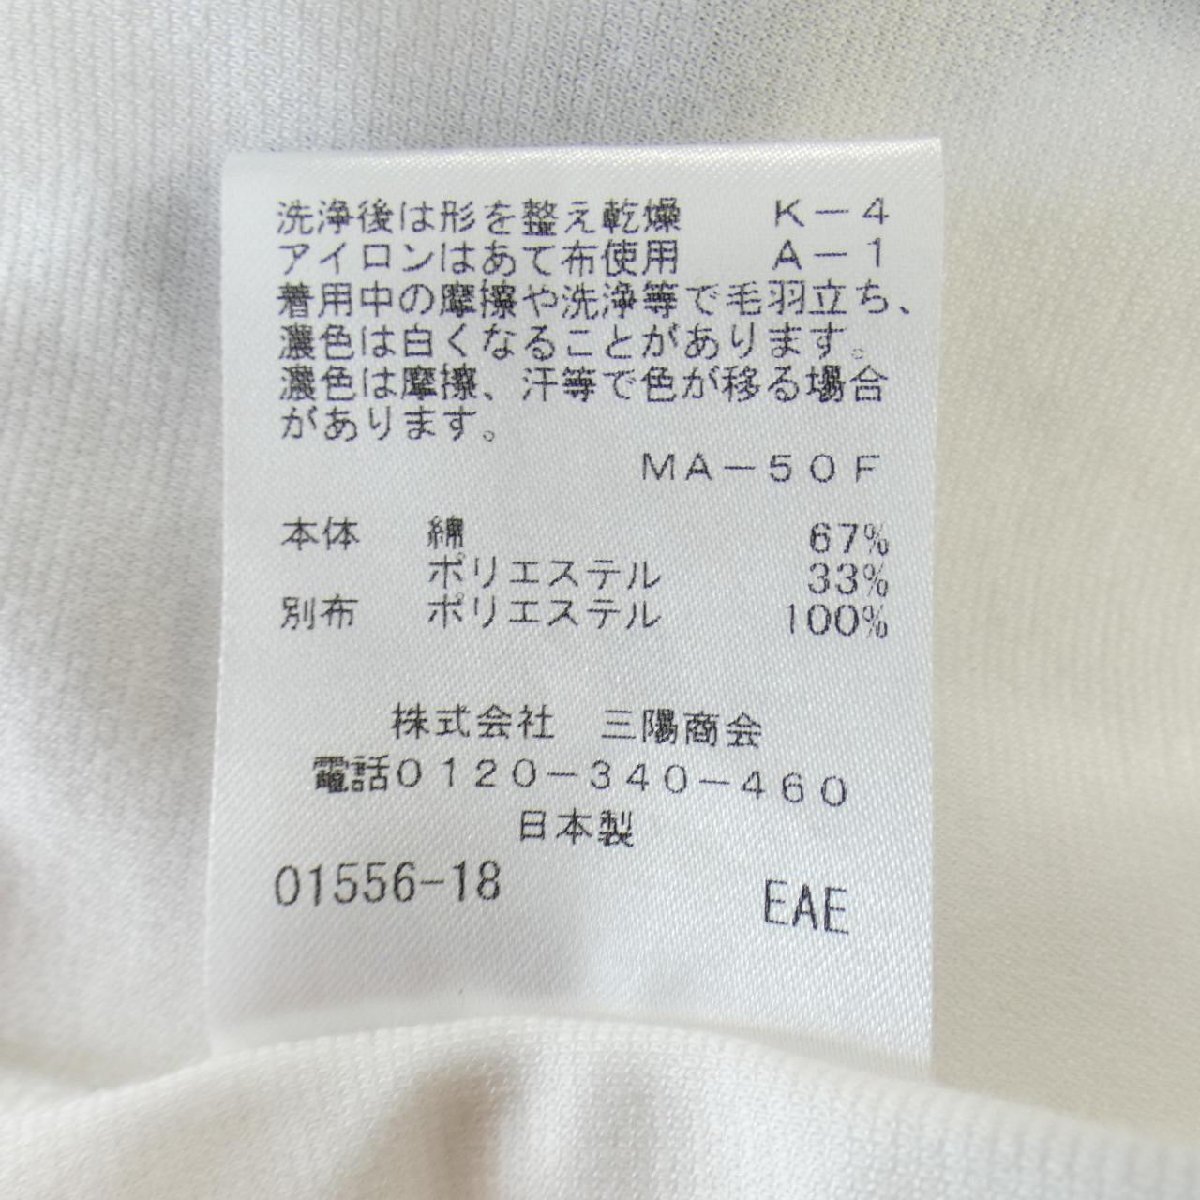 洗浄後は形を整え乾燥　Ｋ－４
アイロンはあて布使用　Ａ－１
着用中の摩擦や洗浄等で毛羽立ち、
濃色は白くなることがあります。
濃色は摩擦、汗等で色が移る場合
があります。
ＭＡ－５０Ｆ
本体　綿　67%
ポリエステル　33%
別布　ポリエステル　100%
株式会社　三陽商会
電話０１２０－３４０－４６０
日本製
01556-18　EAE